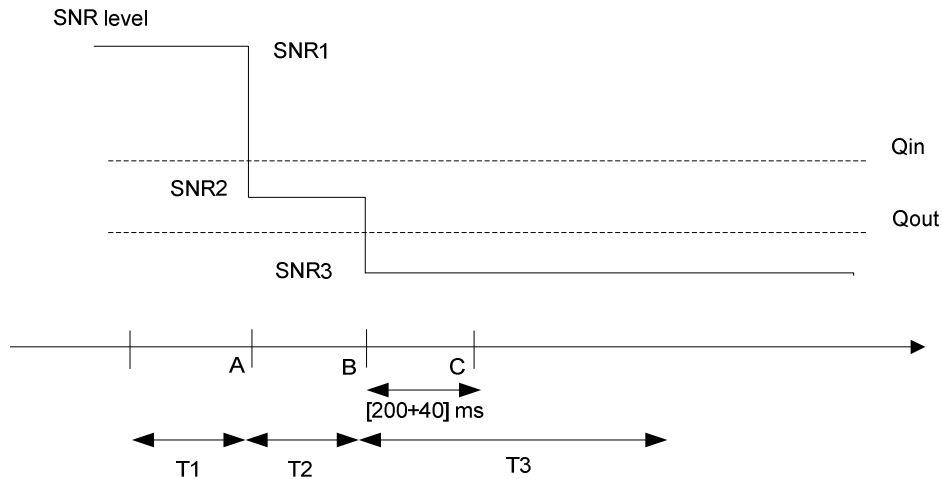 SNR level
SNR1
Qin
SNR2
Qout
SNR3
A
B
C
[200+40] ms
T1
T2
T3